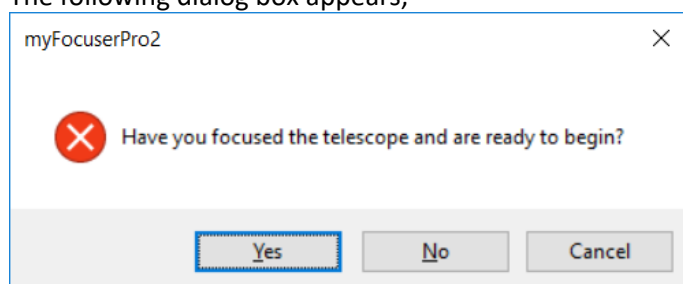 The following dialog box appears,
myFocuserPro2
Have you focused the telescope and are ready to begin?
Yes
No
Cancel